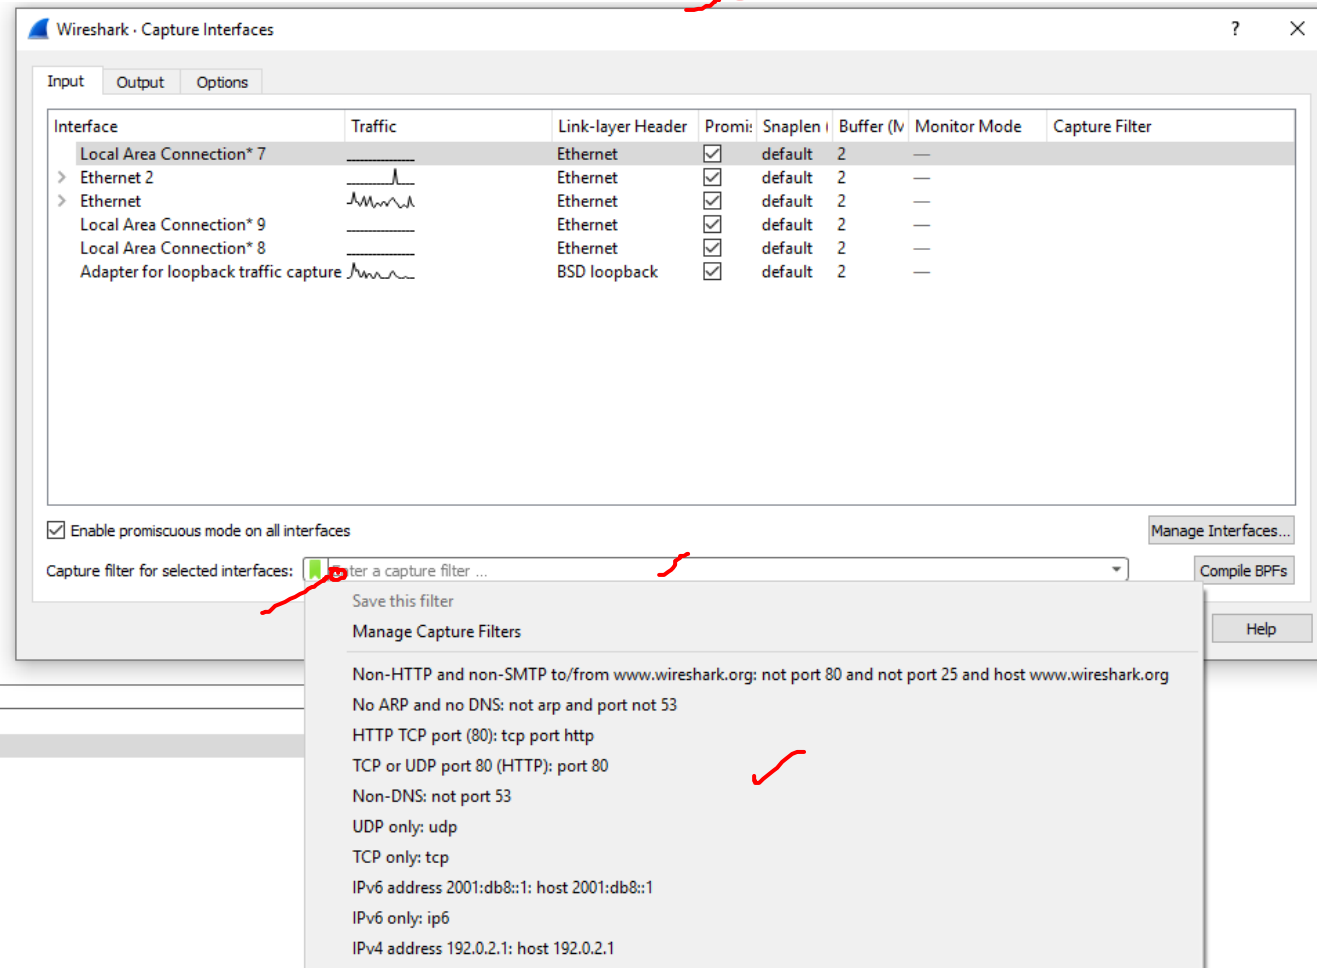 Wireshark · Capture Interfaces ?
Input Output Options
Interface Traffic Link-layer Header Promi: Snaplen ( Buffer (M Monitor Mode Capture Filter
Local Area Connection* 7 Ethernet default 2 —
Ethernet 2 Ethernet default 2 —
Ethernet Ethernet default 2 —
Local Area Connection* 9 Ethernet default 2 —
Local Area Connection* 8 Ethernet default 2 —
Adapter for loopback traffic capture BSD loopback default 2 —
Enable promiscuous mode on all interfaces Manage Interfaces...
Capture filter for selected interfaces: Enter a capture filter ... Compile BPFs
Save this filter
Manage Capture Filters Help
Non-HTTP and non-SMTP to/from www.wireshark.org: not port 80 and not port 25 and host www.wireshark.org
No ARP and no DNS: not arp and port not 53
HTTP TCP port (80): tcp port http
TCP or UDP port 80 (HTTP): port 80
Non-DNS: not port 53
UDP only: udp
TCP only: tcp
IPv6 address 2001:db8::1: host 2001:db8::1
IPv6 only: ip6
IPv4 address 192.0.2.1: host 192.0.2.1